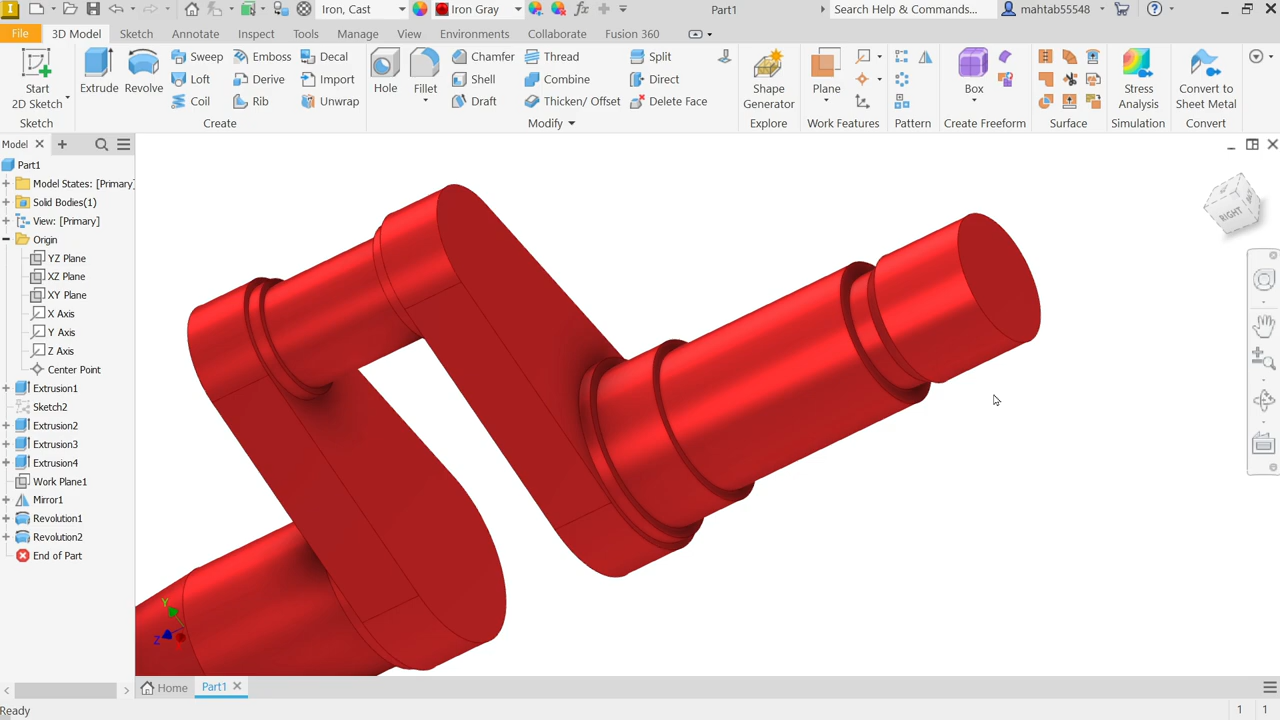 Iron, Cast
Iron Gray
Part1
Search Help & Commands...
mahtab55548
File
3D Model
Sketch
Annotate
Inspect
Tools
Manage
View
Environments
Collaborate
Fusion 360
Start
2D Sketch
Extrude
Revolve
Sweep
Emboss
Decal
Loft
Derive
Import
Coil
Rib
Unwrap
Hole
Fillet
Chamfer
Thread
Split
Shell
Combine
Direct
Draft
Thicken/ Offset
Delete Face
Shape
Generator
Plane
Box
Stress
Analysis
Convert to
Sheet Metal
Sketch
Create
Modify
Explore
Work Features
Pattern
Create Freeform
Surface
Simulation
Convert
Model
Part1
Model States: [Primary]
Solid Bodies(1)
View: [Primary]
Origin
YZ Plane
XZ Plane
XY Plane
X Axis
Y Axis
Z Axis
Center Point
Extrusion1
Sketch2
Extrusion2
Extrusion3
Extrusion4
Work Plane1
Mirror1
Revolution1
Revolution2
End of Part
RIGHT
Y
Z
Home
Part1
Ready
1 1